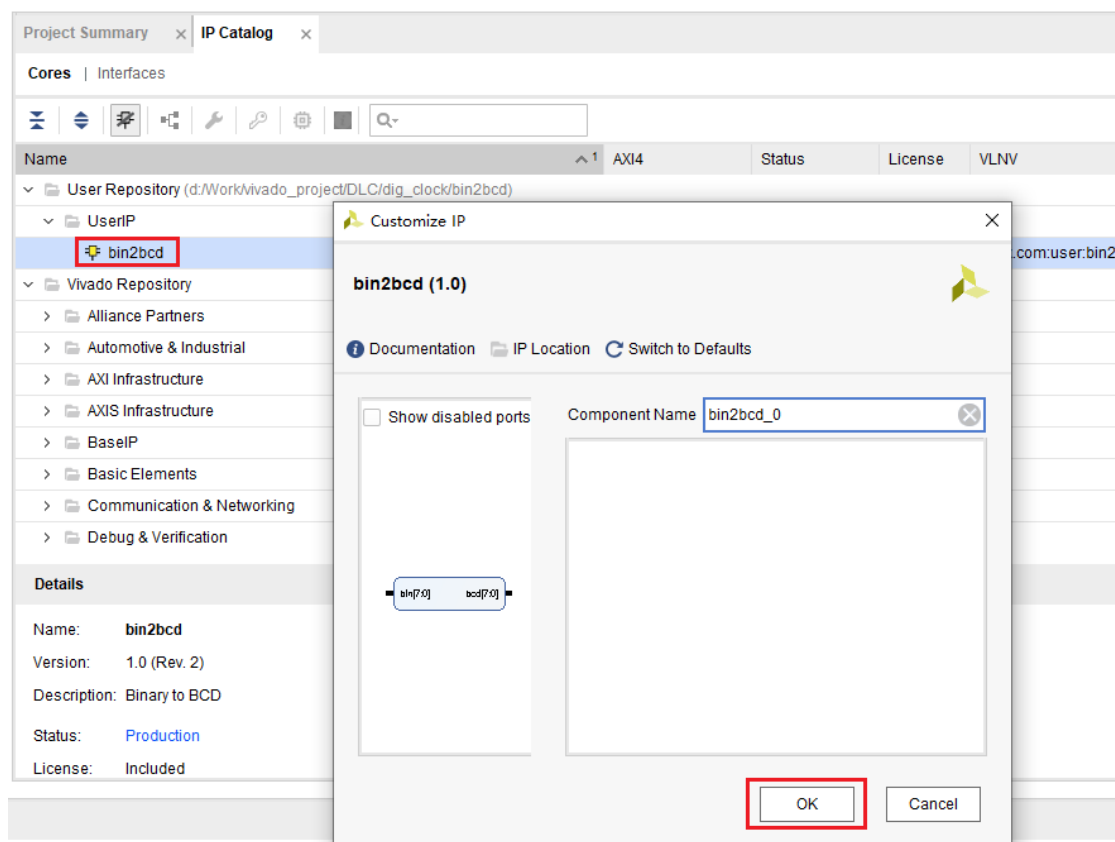 Project Summary × IP Catalog ×
Cores | Interfaces
Q-
Name 1 AXI4 Status License VLNV
User Repository (d:/Work/vivado_project/DLC/dig_clock/bin2bcd)
UserIP
bin2bcd
.com:user:bin2
Vivado Repository
Alliance Partners
Automotive & Industrial
AXI Infrastructure
AXIS Infrastructure
BaseIP
Basic Elements
Communication & Networking
Debug & Verification
Details
Name: bin2bcd
Version: 1.0 (Rev. 2)
Description: Binary to BCD
Status: Production
License: Included
Customize IP
bin2bcd (1.0)
Documentation IP Location Switch to Defaults
Show disabled ports
Component Name bin2bcd_0
bin[7:0] bcd[7:0]
OK Cancel